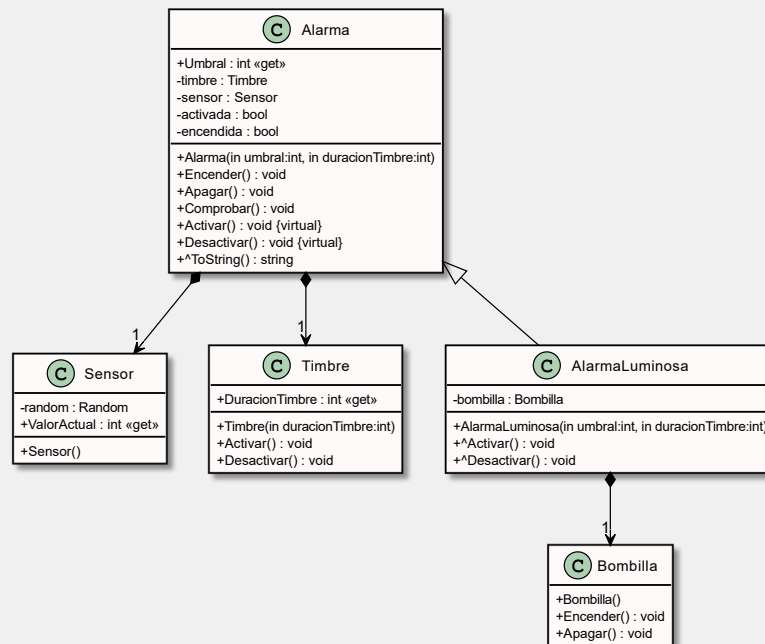 C Alarma
+Umbral : int «get»
-timbre : Timbre
-sensor : Sensor
-activada : bool
-encendida : bool
+Alarma(in umbral:int, in duracionTimbre:int)
+Encender() : void
+Apagar() : void
+Comprobar() : void
+Activar() : void {virtual}
+Desactivar() : void {virtual}
+^ToString() : string
1
1
C Sensor
-random : Random
+ValorActual : int «get»
+Sensor()
C Timbre
+DuracionTimbre : int «get»
+Timbre(in duracionTimbre:int)
+Activar() : void
+Desactivar() : void
C AlarmaLuminosa
-bombilla : Bombilla
+AlarmaLuminosa(in umbral:int, in duracionTimbre:int)
+^Activar() : void
+^Desactivar() : void
1
C Bombilla
+Bombilla()
+Encender() : void
+Apagar() : void